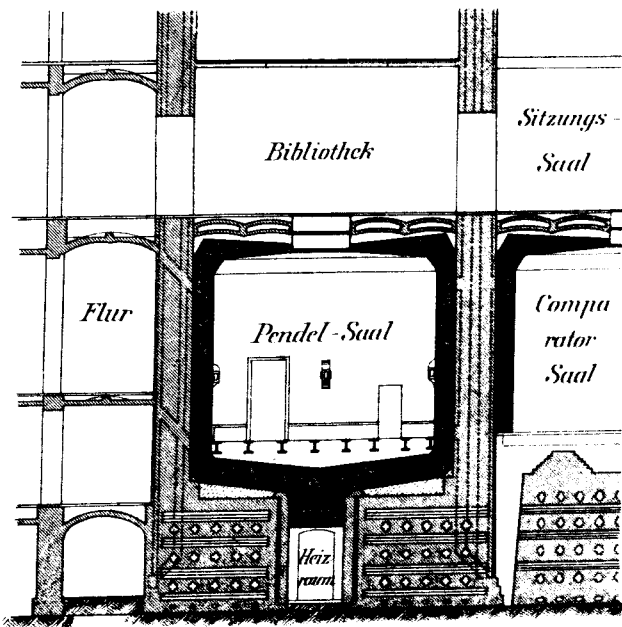 Bibliothek
Sitzungs-
Saal
Flur
Pendel-Saal
Compa
rator
Saal
Heiz
raum